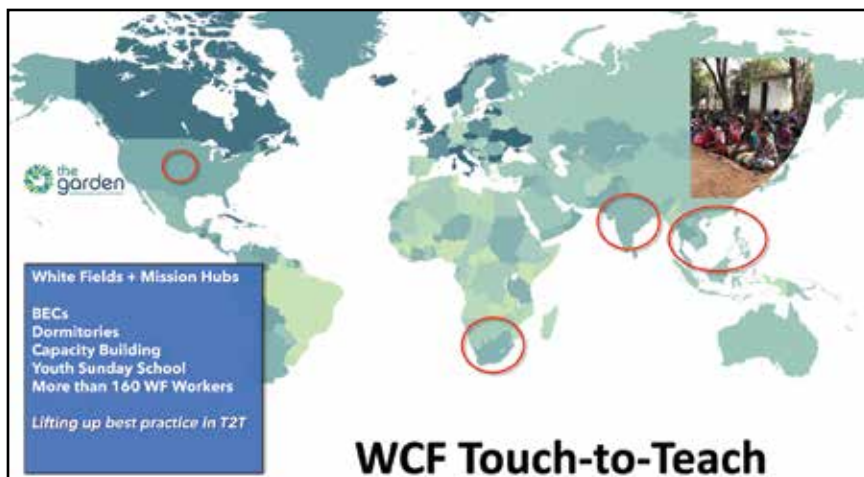 the
garden
White Fields + Mission Hubs
BECs
Dormitories
Capacity Building
Youth Sunday School
More than 160 WF Workers
Lifting up best practice in T2T
WCF Touch-to-Teach